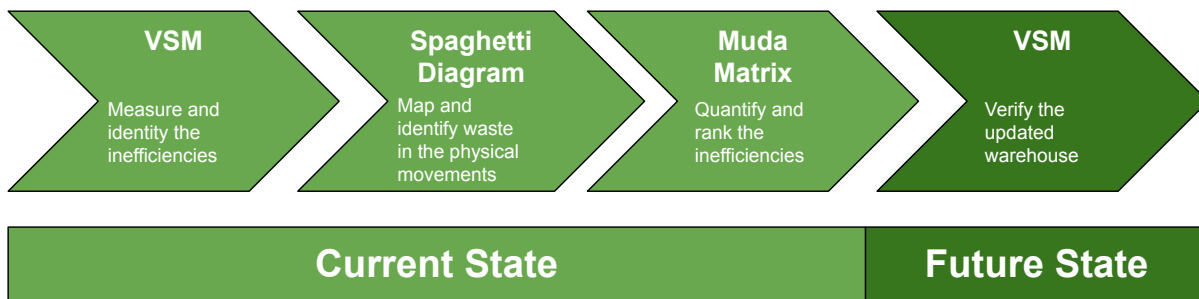 VSM
Measure and
identity the
inefficiencies
Spaghetti
Diagram
Map and
identify waste
in the physical
movements
Muda
Matrix
Quantify and
rank the
inefficiencies
VSM
Verify the
updated
warehouse
Current State
Future State